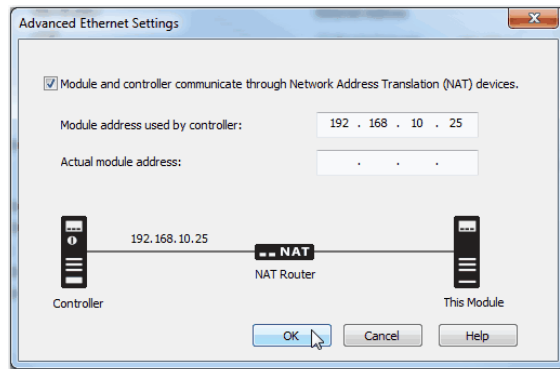 Advanced Ethernet Settings
Module and controller communicate through Network Address Translation (NAT) devices.
Module address used by controller: 192 . 168 . 10 . 25
Actual module address: . . .
192.168.10.25
NAT
NAT Router
Controller
This Module
OK Cancel Help